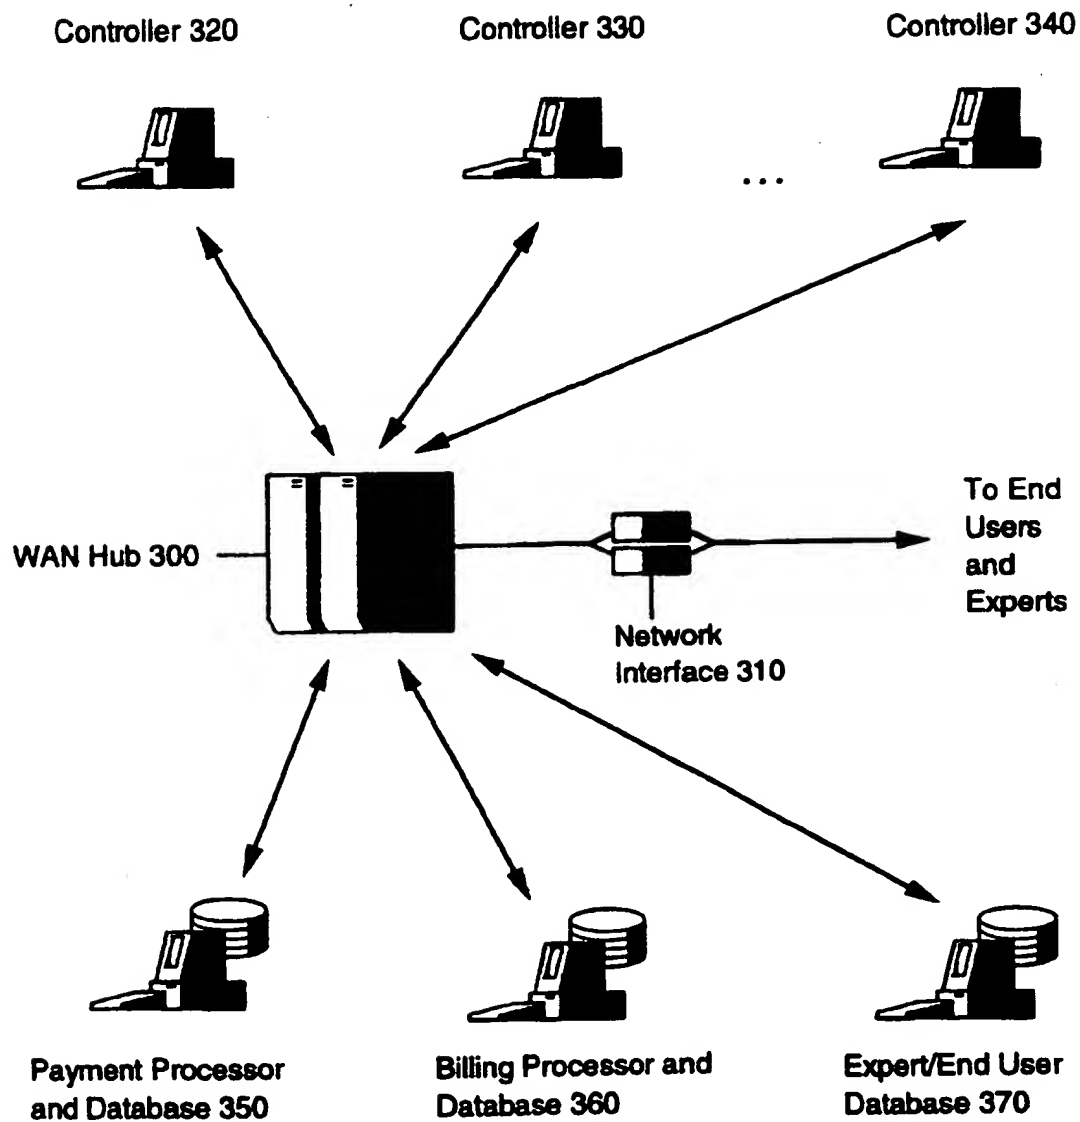 Controller 320
Controller 330
Controller 340
...
To End
Users
and
Experts
WAN Hub 300
Network
Interface 310
Payment Processor
and Database 350
Billing Processor and
Database 360
Expert/End User
Database 370